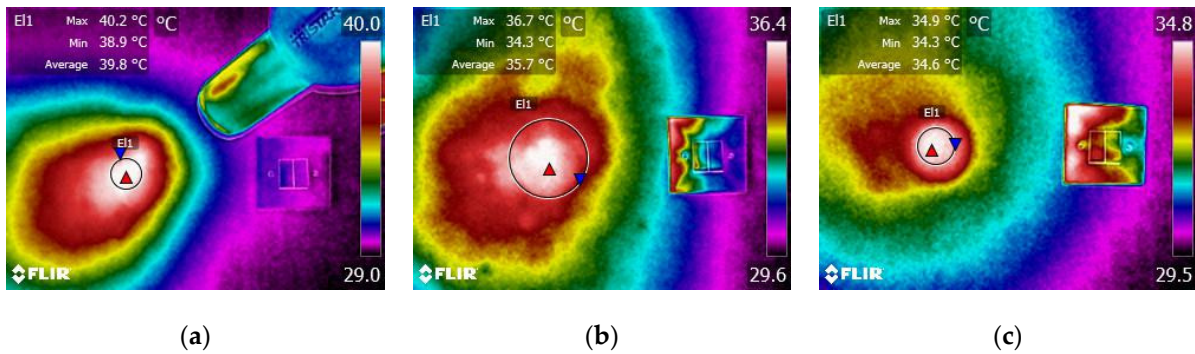 El1 Max 40.2 °C °C 40.0
Min 38.9 °C
Average 39.8 °C
TRISTAR
El1
FLIR 29.0
El1 Max 36.7 °C °C 36.4
Min 34.3 °C
Average 35.7 °C
El1
FLIR 29.6
El1 Max 34.9 °C °C 34.8
Min 34.3 °C
Average 34.6 °C
El1
FLIR 29.5
(a) (b) (c)